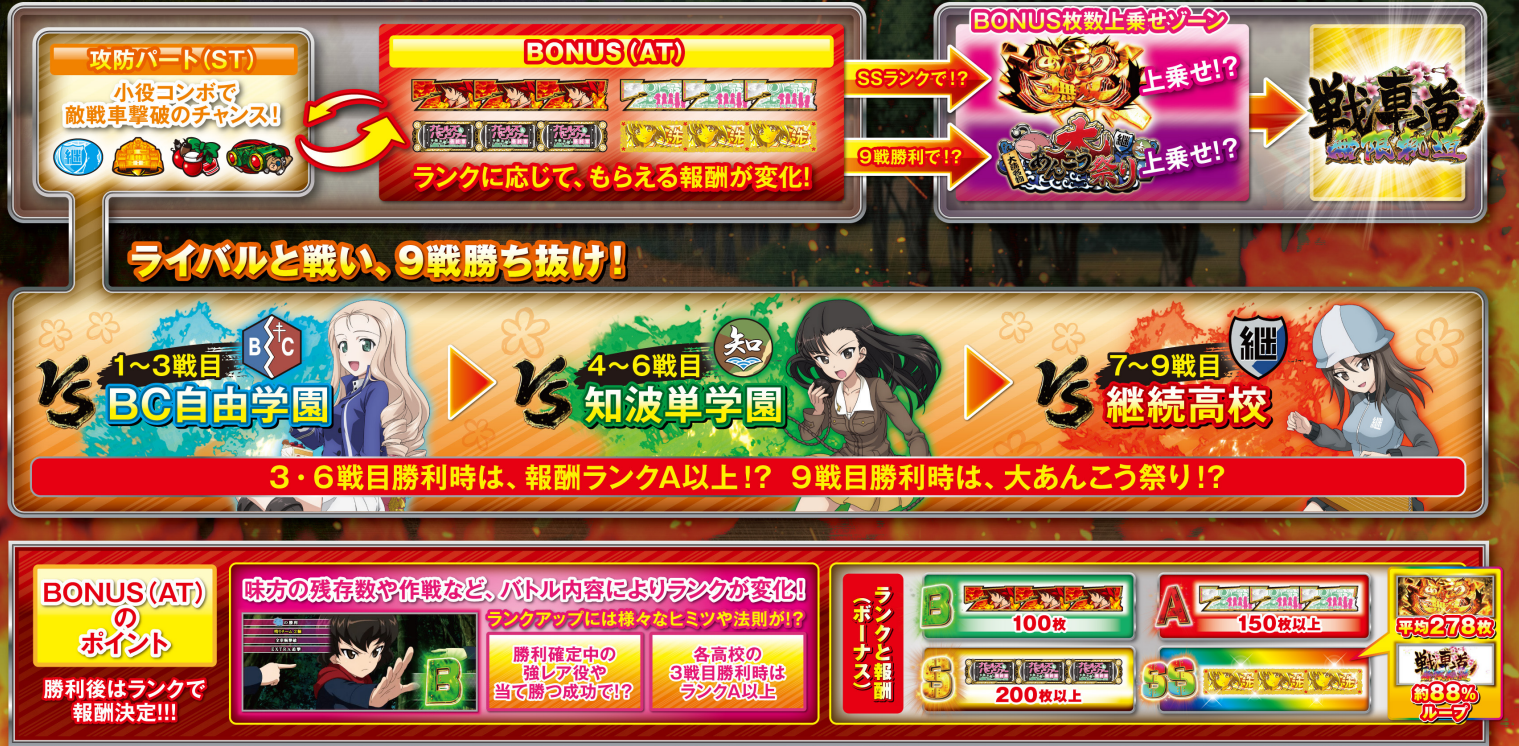 攻防パート(ST)
小役コンボで
敵戦車撃破のチャンス!
継
BONUS(AT)
ランクに応じて、もらえる報酬が変化!
SSランクで!?
9戦勝利で!?
BONUS枚数上乗せゾーン
上乗せ!?
大あんこう祭り
上乗せ!?
戦車道
無限軌道
ライバルと戦い、9戦勝ち抜け!
VS
1~3戦目
BC自由学園
BC
VS
4~6戦目
知波単学園
知
VS
7~9戦目
継続高校
継
3・6戦目勝利時は、報酬ランクA以上!? 9戦目勝利時は、大あんこう祭り!?
BONUS(AT)
の
ポイント
勝利後はランクで
報酬決定!!!
味方の残存数や作戦など、バトル内容によりランクが変化!
B
ランクアップには様々なヒミツや法則が!?
勝利確定中の
強レア役や
当て勝つ成功で!?
各高校の
3戦目勝利時は
ランクA以上
ランクと報酬
(ボーナス)
B
100枚
A
150枚以上
S
200枚以上
SS
平均278枚
戦車道
約88%
ループ